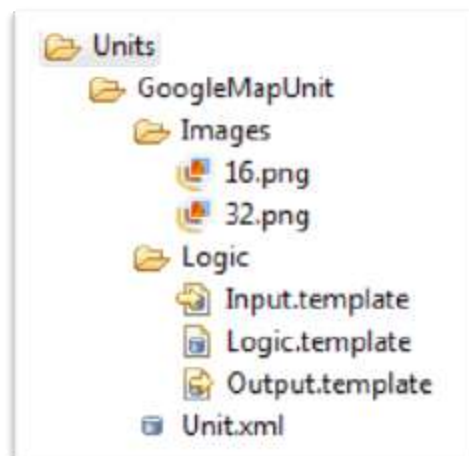 Units
GoogleMapUnit
Images
16.png
32.png
Logic
Input.template
Logic.template
Output.template
Unit.xml